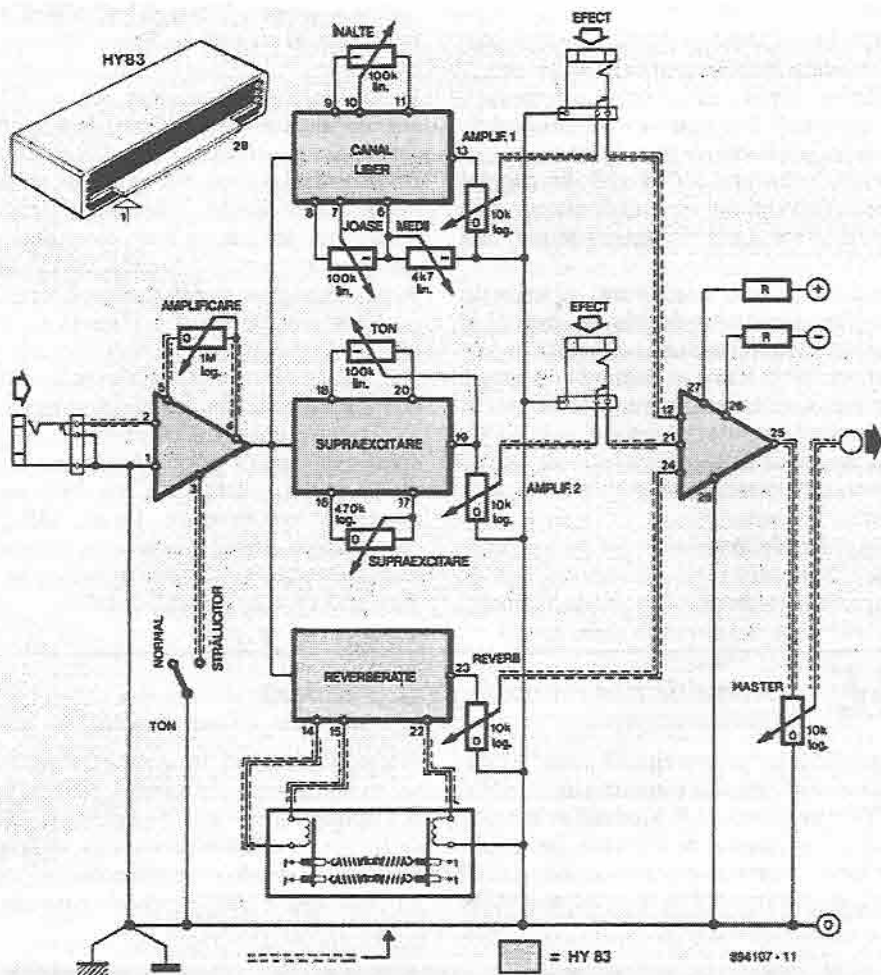 HY83
28
1
ÎNALTE
100k
lin.
9
10
11
CANAL
LIBER
13
AMPLIF.1
10k
log.
8
7
6
JOASE
MEDII
100k
lin.
4k7
lin.
EFECT
AMPLIFICARE
1M
log.
5
2
1
4
3
TON
100k
lin.
18
20
SUPRAEXCITARE
19
16
17
470k
log.
SUPRAEXCITARE
AMPLIF.2
10k
log.
EFECT
R
+
R
-
27
26
12
21
24
25
28
NORMAL
STRALUCITOR
TON
REVERBERATIE
23
REVERB
10k
log.
14
15
22
MASTER
10k
log.
0
= HY 83
894107 - 11